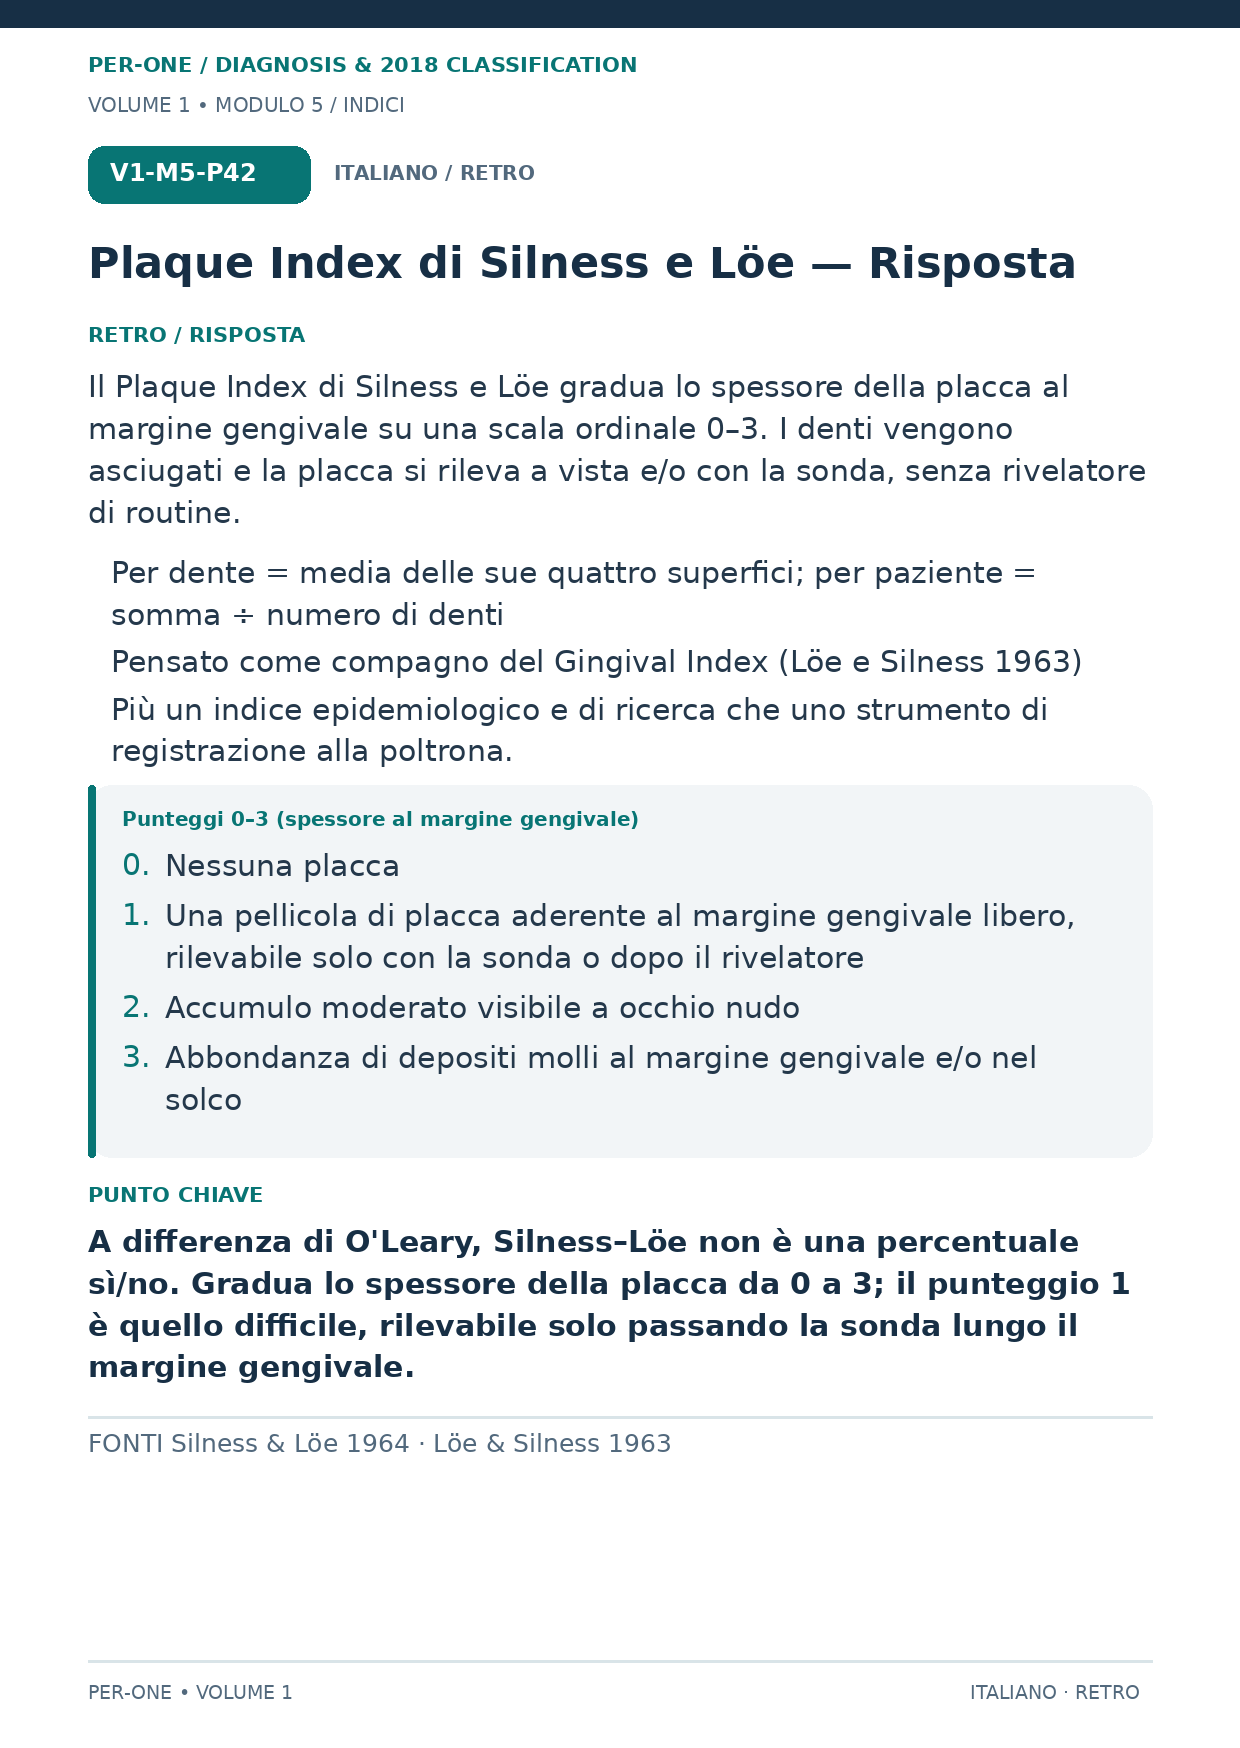 PER-ONE / DIAGNOSIS & 2018 CLASSIFICATION
VOLUME 1 • MODULO 5 / INDICI
V1-M5-P42
ITALIANO / RETRO
Plaque Index di Silness e Löe — Risposta
RETRO / RISPOSTA
Il Plaque Index di Silness e Löe gradua lo spessore della placca al
margine gengivale su una scala ordinale 0–3. I denti vengono
asciugati e la placca si rileva a vista e/o con la sonda, senza rivelatore
di routine.
Per dente = media delle sue quattro superfici; per paziente =
somma ÷ numero di denti
Pensato come compagno del Gingival Index (Löe e Silness 1963)
Più un indice epidemiologico e di ricerca che uno strumento di
registrazione alla poltrona.
Punteggi 0–3 (spessore al margine gengivale)
0. Nessuna placca
1. Una pellicola di placca aderente al margine gengivale libero,
rilevabile solo con la sonda o dopo il rivelatore
2. Accumulo moderato visibile a occhio nudo
3. Abbondanza di depositi molli al margine gengivale e/o nel
solco
PUNTO CHIAVE
A differenza di O'Leary, Silness–Löe non è una percentuale
sì/no. Gradua lo spessore della placca da 0 a 3; il punteggio 1
è quello difficile, rilevabile solo passando la sonda lungo il
margine gengivale.
FONTI Silness & Löe 1964 · Löe & Silness 1963
PER-ONE • VOLUME 1
ITALIANO · RETRO